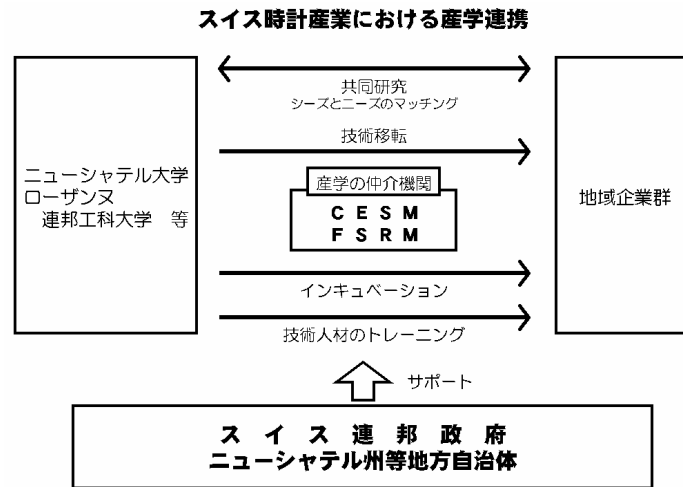 スイス時計産業における産学連携
共同研究
シーズとニーズのマッチング
技術移転
ニューシャテル大学
ローザンヌ
連邦工科大学 等
産学の仲介機関
CESM
FSRM
地域企業群
インキュベーション
技術人材のトレーニング
サポート
スイス連邦政府
ニューシャテル州等地方自治体